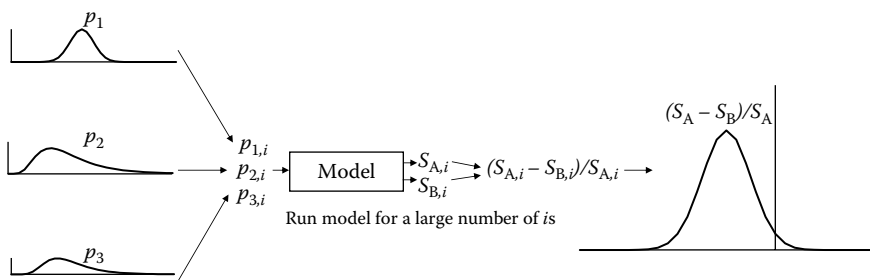 p1
p2
p3
p1,i
p2,i
p3,i
Model
SA,i
SB,i
(SA,i – SB,i)/SA,i
Run model for a large number of is
(SA – SB)/SA